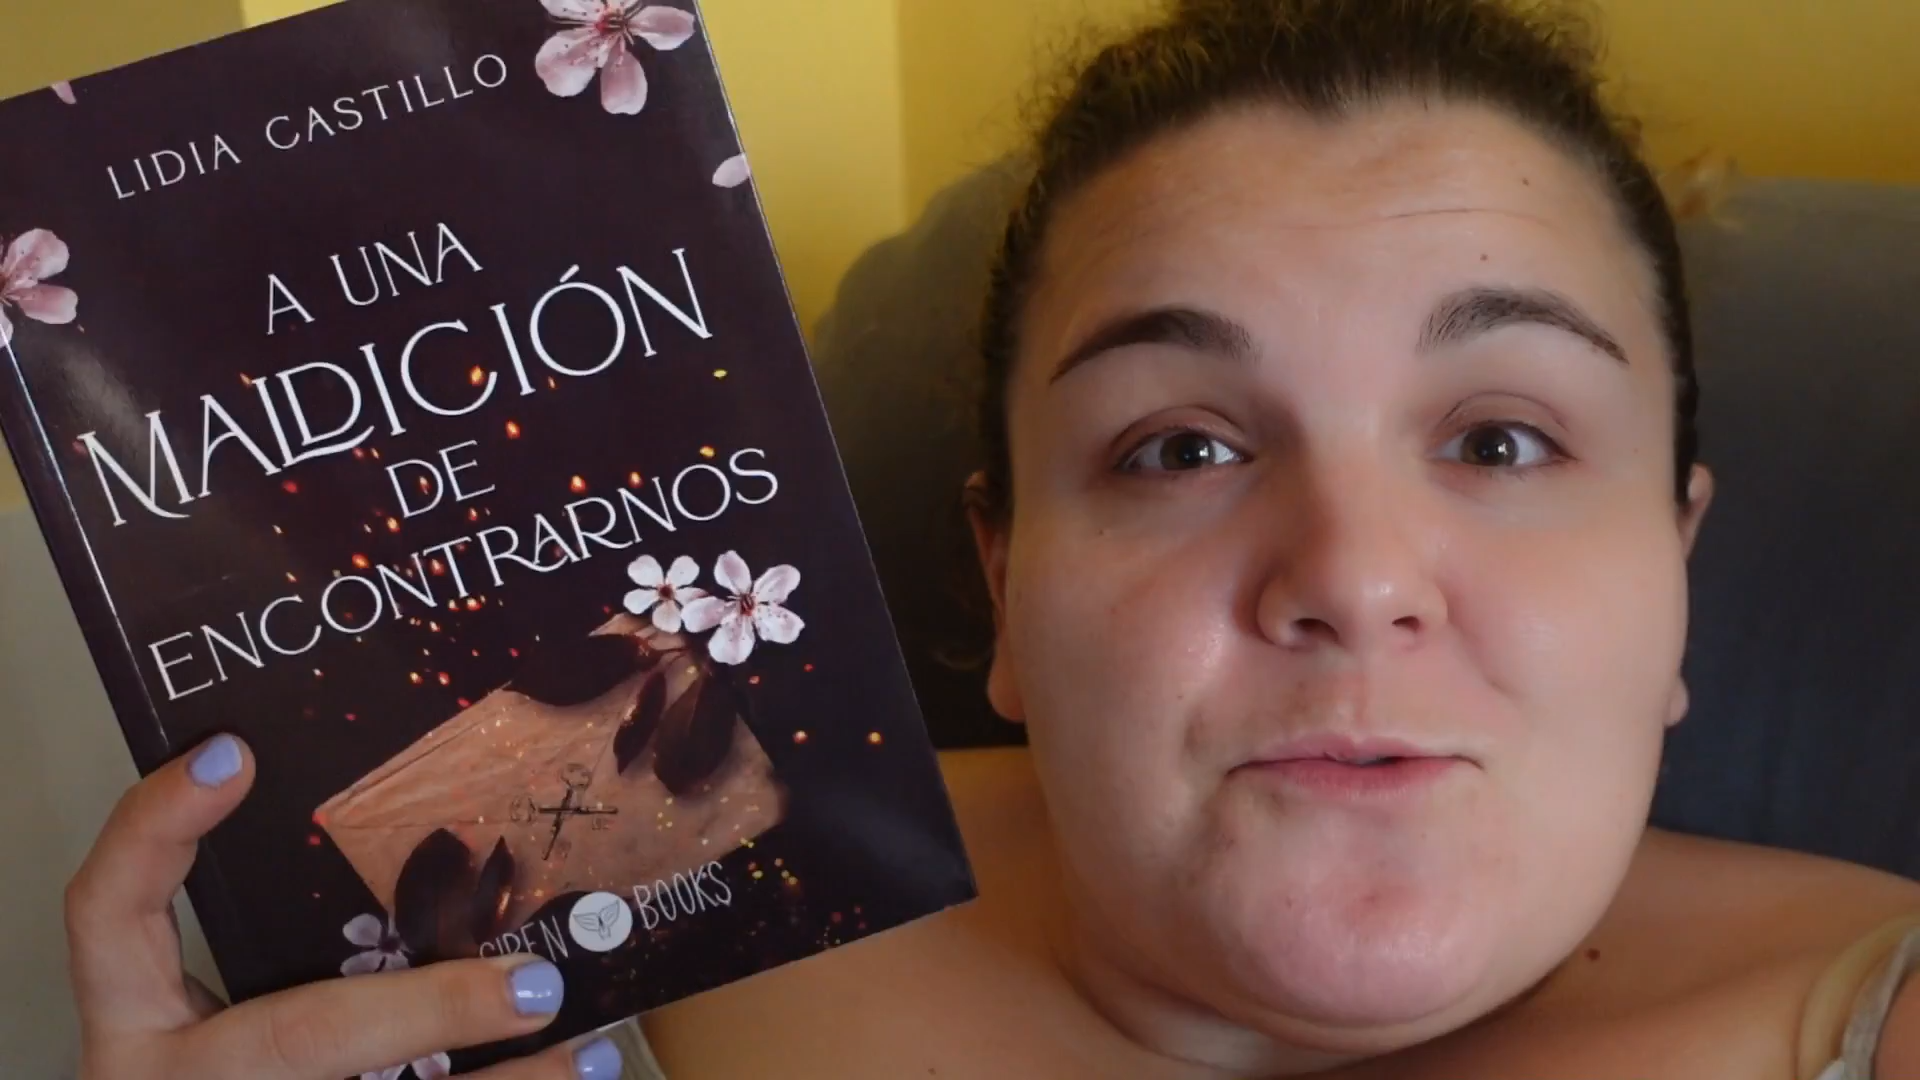 LIDIA CASTILLO
A UNA
MALDICIÓN
DE
ENCONTRARNOS
SIREN BOOKS